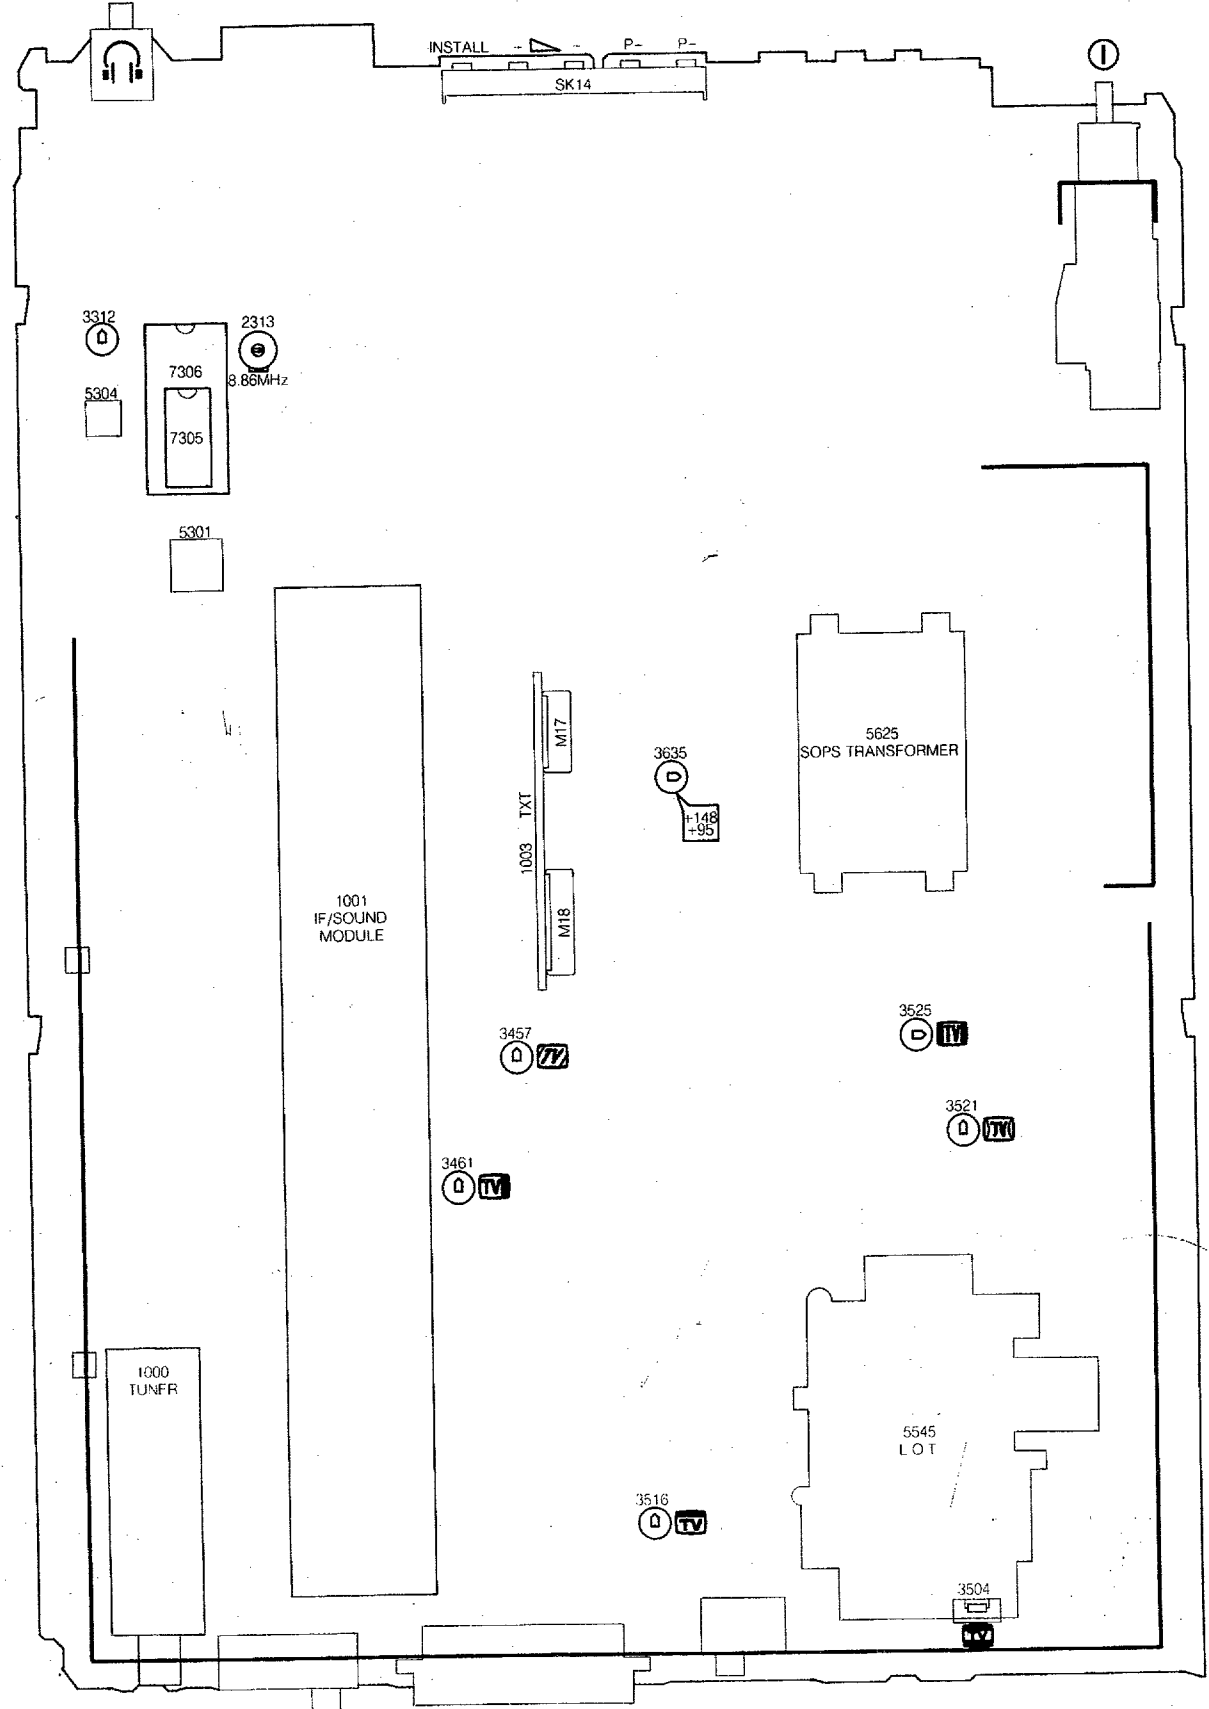 INSTALL - - P- P-
SK14
3312
2313
7306
8.86MHz
5304
7305
5301
M17
5625
SOPS TRANSFORMER
3635
TXT
+148
+95
1003
1001
IF/SOUND
MODULE
M18
3525
TV
3457
TV
3521
TV
3461
TV
1000
TUNER
5545
LOT
3516
TV
3504
TV